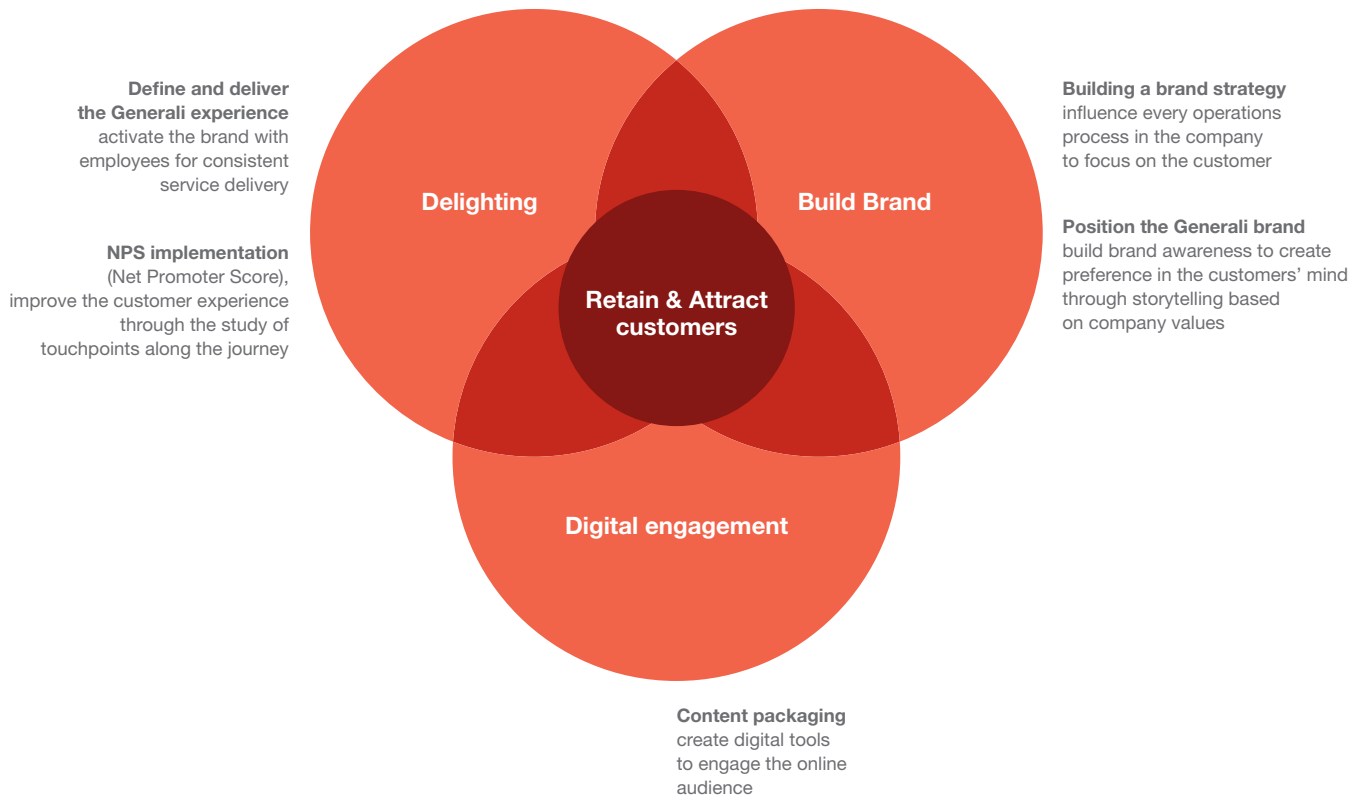 Define and deliver
the Generali experience
activate the brand with
employees for consistent
service delivery
NPS implementation
(Net Promoter Score),
improve the customer experience
through the study of
touchpoints along the journey
Delighting
Build Brand
Retain & Attract
customers
Digital engagement
Building a brand strategy
influence every operations
process in the company
to focus on the customer
Position the Generali brand
build brand awareness to create
preference in the customers’ mind
through storytelling based
on company values
Content packaging
create digital tools
to engage the online
audience